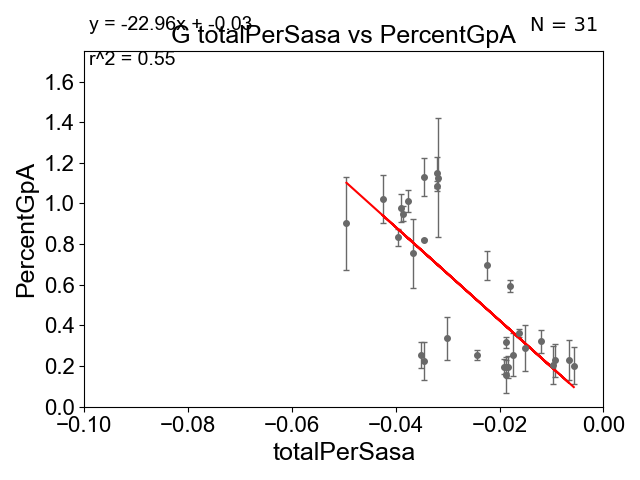 y = -22.96x + -0.03
N = 31
G totalPerSasa vs PercentGpA
r^2 = 0.55
1.6
1.4
1.2
1.0
0.8
0.6
0.4
0.2
0.0
PercentGpA
−0.10 −0.08 −0.06 −0.04 −0.02 0.00
totalPerSasa